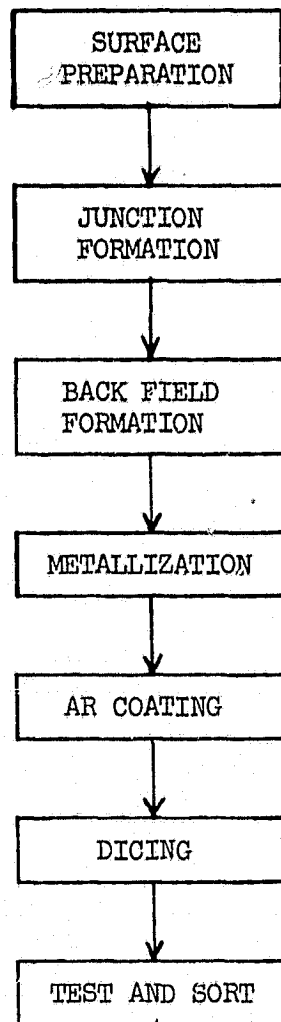 SURFACE
PREPARATION
JUNCTION
FORMATION
BACK FIELD
FORMATION
METALLIZATION
AR COATING
DICING
TEST AND SORT